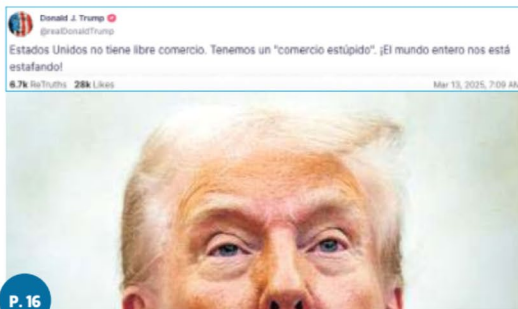 Donald J. Trump
@realDonaldTrump
Estados Unidos no tiene libre comercio. Tenemos un "comercio estúpido". ¡El mundo entero nos está
estafando!
6.7k ReTruths 28k Likes Mar 13, 2025, 7:09 AM
P. 16